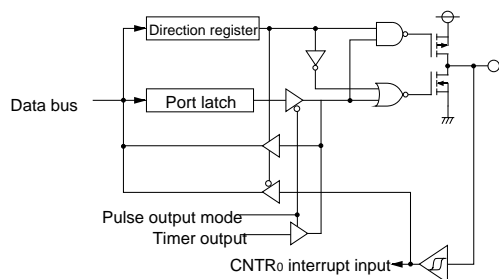 Direction register
Data bus
Port latch
Pulse output mode
Timer output
CNTR0 interrupt input